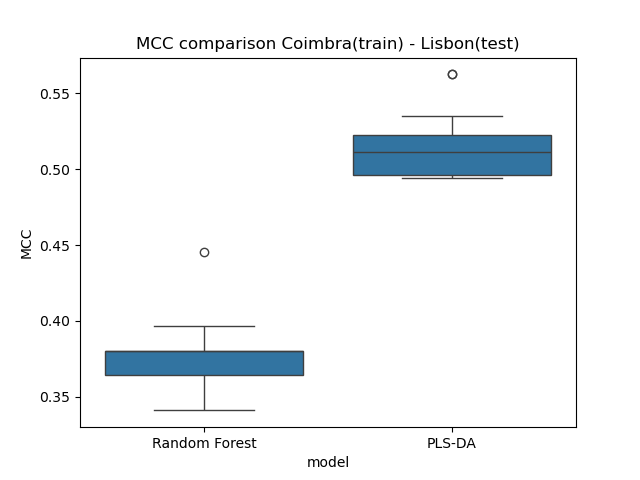 MCC comparison Coimbra(train) - Lisbon(test)
MCC
0.55
0.50
0.45
0.40
0.35
Random Forest
PLS-DA
model